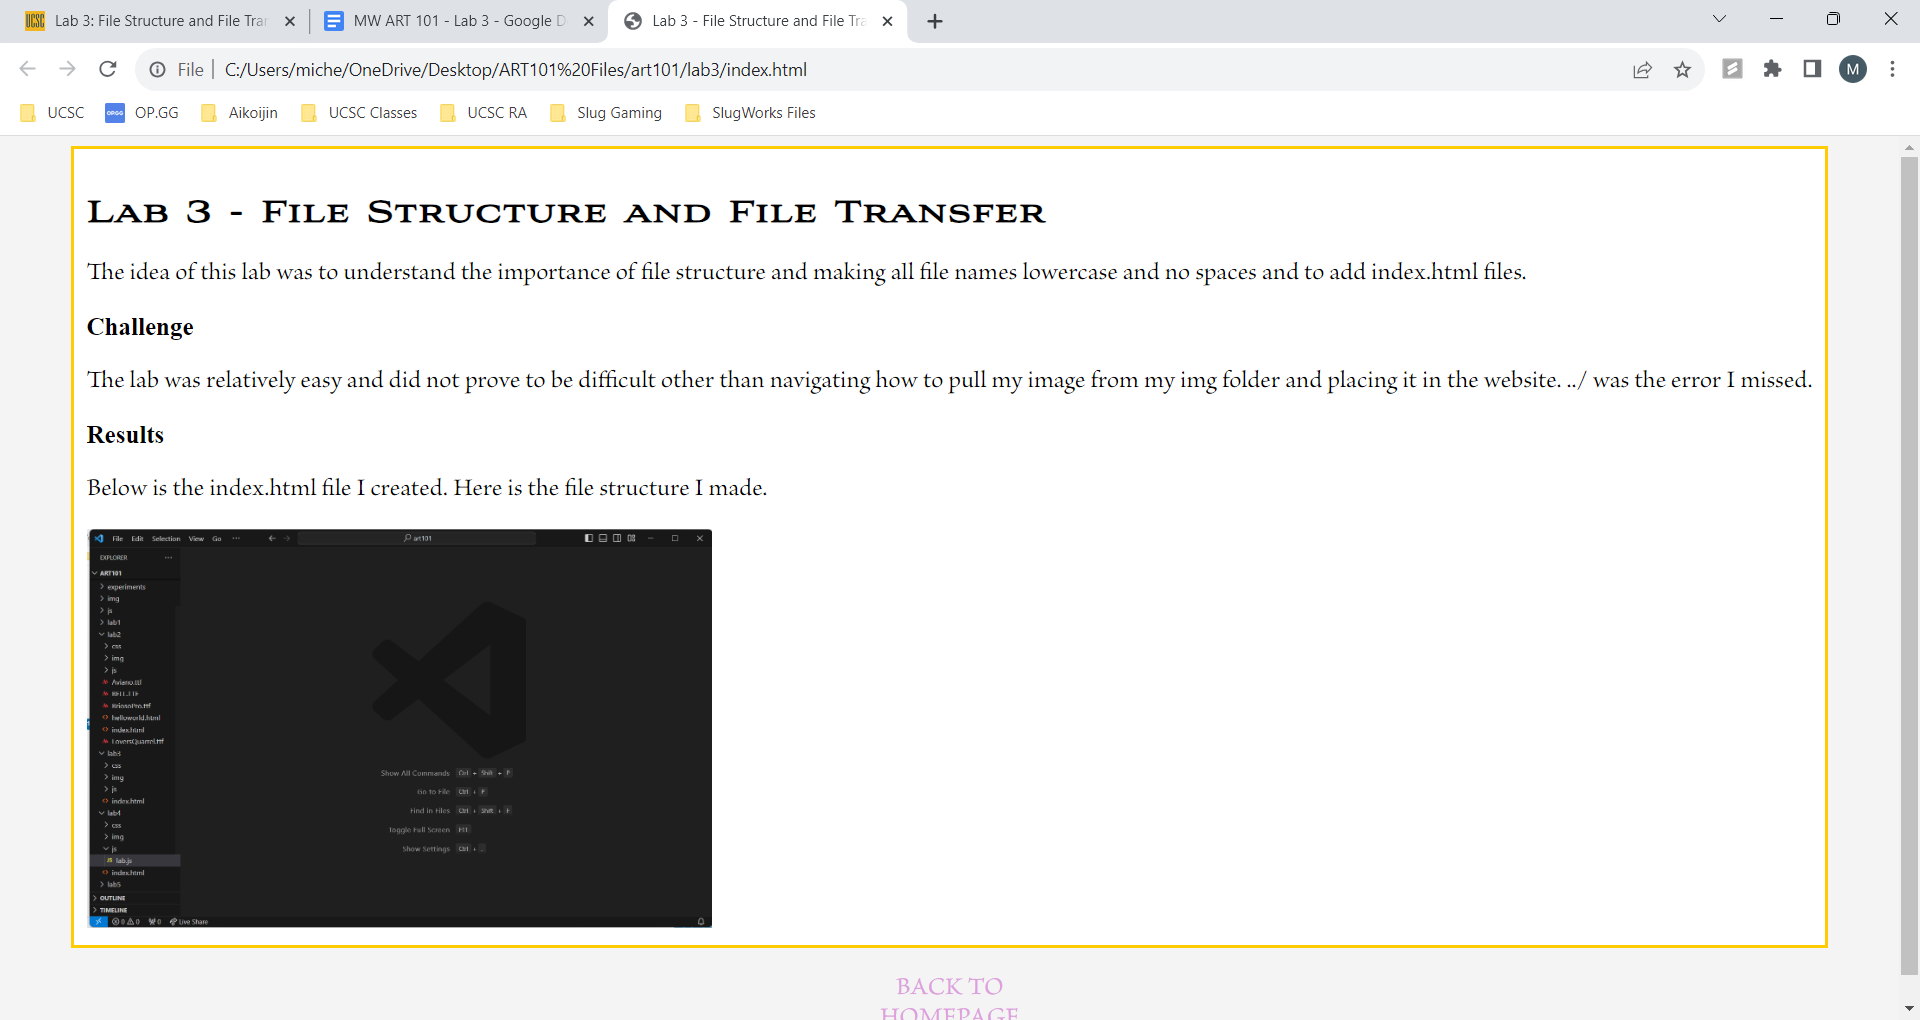 Lab 3: File Structure and File Tra
MW ART 101 - Lab 3 - Google D
Lab 3 - File Structure and File Tra
File
C:/Users/miche/OneDrive/Desktop/ART101%20Files/art101/lab3/index.html
M
UCSC
OP.GG
Aikoijin
UCSC Classes
UCSC RA
Slug Gaming
SlugWorks Files
Lab 3 - File Structure and File Transfer
The idea of this lab was to understand the importance of file structure and making all file names lowercase and no spaces and to add index.html files.
Challenge
The lab was relatively easy and did not prove to be difficult other than navigating how to pull my image from my img folder and placing it in the website. ../ was the error I missed.
Results
Below is the index.html file I created. Here is the file structure I made.
File Edit Selection View Go ···
art101
EXPLORER ···
ART101
experiments
img
js
lab1
lab2
css
img
js
Aviano.ttf
BELL.TTF
KriosoPro.ttf
helloworld.html
index.html
LoversQuarrel.ttf
lab3
css
img
js
index.html
lab4
css
img
js
lab.js
index.html
lab5
OUTLINE
TIMELINE
Show All Commands Ctrl + Shift + P
Go to File Ctrl + P
Find in Files Ctrl + Shift + F
Toggle Full Screen F11
Show Settings Ctrl + ,
0 0 0 Live Share
BACK TO
HOMEPAGE